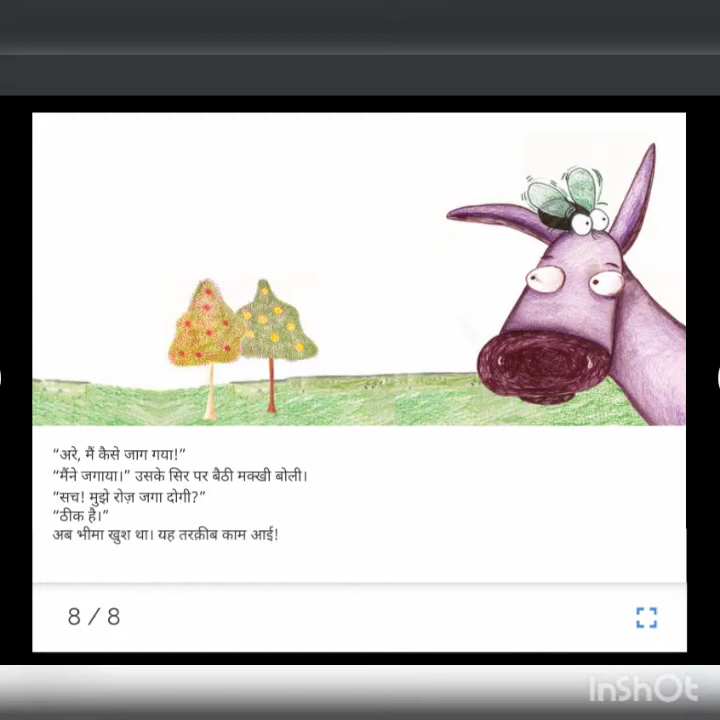 “अरे, मैं कैसे जाग गया!”
“मैंने जगाया।” उसके सिर पर बैठी मक्खी बोली।
“सच! मुझे रोज़ जगा दोगी?”
“ठीक है।”
अब भीमा खुश था। यह तरक़ीब काम आई!
8 / 8
InShOt